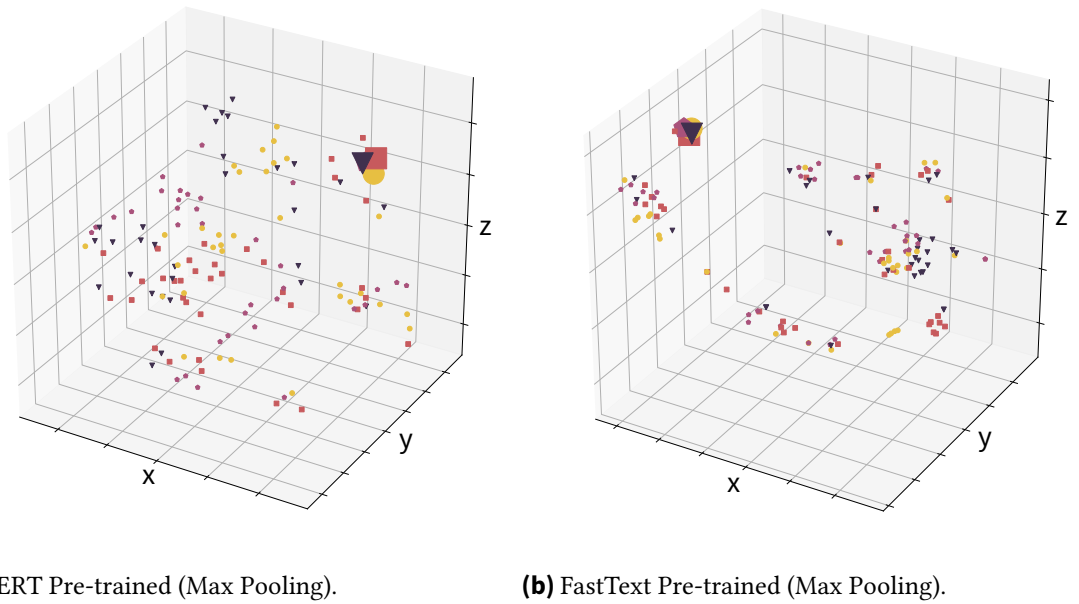 z
z
y
y
x
x
ERT Pre-trained (Max Pooling).
(b) FastText Pre-trained (Max Pooling).